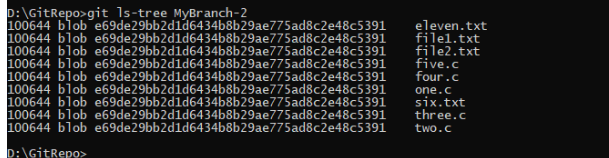 D:\GitRepo>git ls-tree MyBranch-2
100644 blob e69de29bb2d1d6434b8b29ae775ad8c2e48c5391    eleven.txt
100644 blob e69de29bb2d1d6434b8b29ae775ad8c2e48c5391    file1.txt
100644 blob e69de29bb2d1d6434b8b29ae775ad8c2e48c5391    file2.txt
100644 blob e69de29bb2d1d6434b8b29ae775ad8c2e48c5391    five.c
100644 blob e69de29bb2d1d6434b8b29ae775ad8c2e48c5391    four.c
100644 blob e69de29bb2d1d6434b8b29ae775ad8c2e48c5391    one.c
100644 blob e69de29bb2d1d6434b8b29ae775ad8c2e48c5391    six.txt
100644 blob e69de29bb2d1d6434b8b29ae775ad8c2e48c5391    three.c
100644 blob e69de29bb2d1d6434b8b29ae775ad8c2e48c5391    two.c
D:\GitRepo>